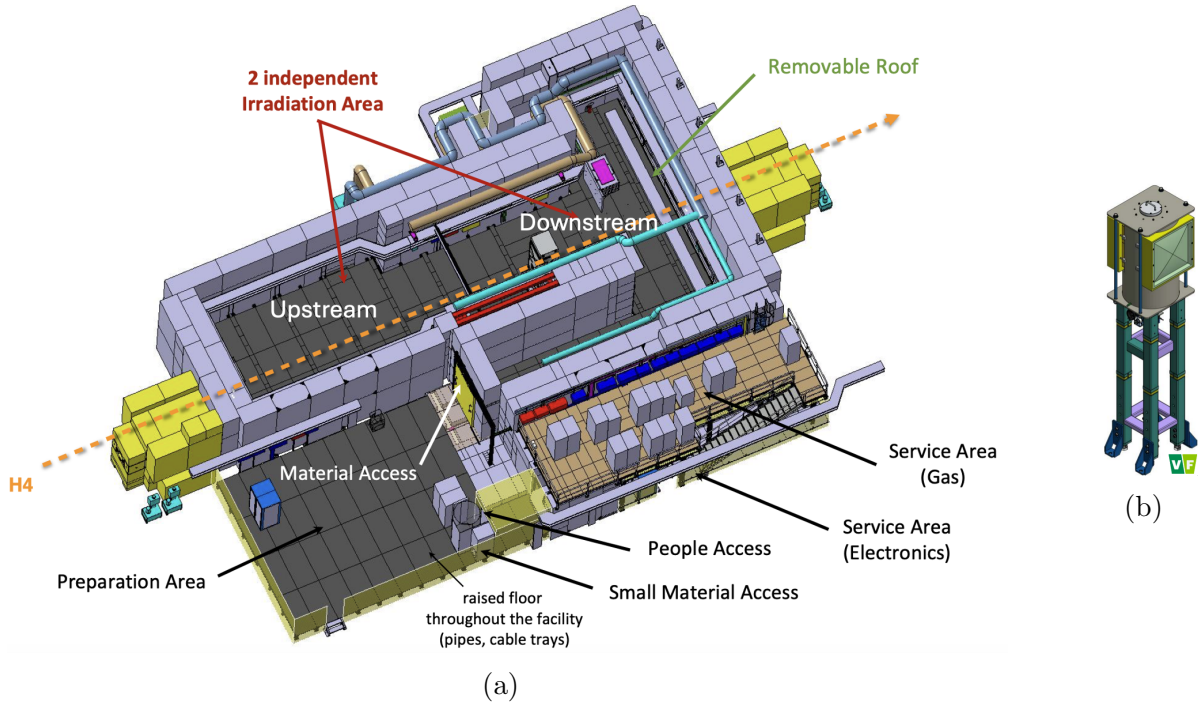 2 independent
Irradiation Area
Removable Roof
Downstream
Upstream
H4
Material Access
Service Area
(Gas)
Service Area
(Electronics)
People Access
Small Material Access
Preparation Area
raised floor
throughout the facility
(pipes, cable trays)
VF
(a)
(b)